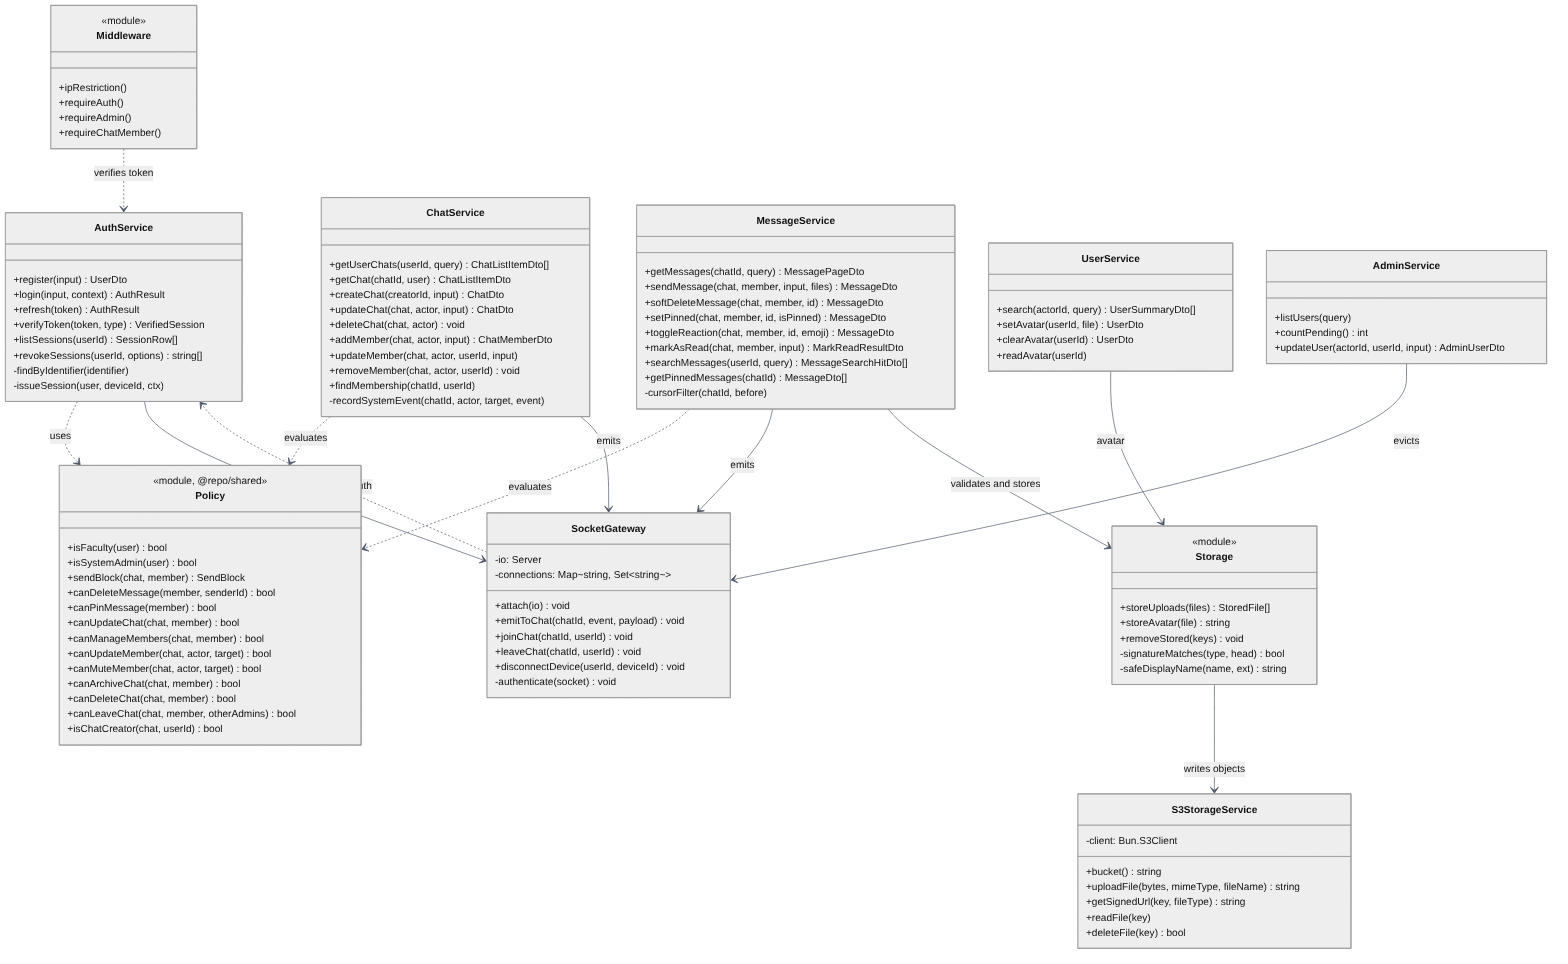 «module»
Middleware
+ipRestriction()
+requireAuth()
+requireAdmin()
+requireChatMember()
verifies token
AuthService
+register(input) : UserDto
+login(input, context) : AuthResult
+refresh(token) : AuthResult
+verifyToken(token, type) : VerifiedSession
+listSessions(userId) : SessionRow[]
+revokeSessions(userId, options) : string[]
-findByIdentifier(identifier)
-issueSession(user, deviceId, ctx)
ChatService
+getUserChats(userId, query) : ChatListItemDto[]
+getChat(chatId, user) : ChatListItemDto
+createChat(creatorId, input) : ChatDto
+updateChat(chat, actor, input) : ChatDto
+deleteChat(chat, actor) : void
+addMember(chat, actor, input) : ChatMemberDto
+updateMember(chat, actor, userId, input)
+removeMember(chat, actor, userId) : void
+findMembership(chatId, userId)
-recordSystemEvent(chatId, actor, target, event)
MessageService
+getMessages(chatId, query) : MessagePageDto
+sendMessage(chat, member, input, files) : MessageDto
+softDeleteMessage(chat, member, id) : MessageDto
+setPinned(chat, member, id, isPinned) : MessageDto
+toggleReaction(chat, member, id, emoji) : MessageDto
+markAsRead(chat, member, input) : MarkReadResultDto
+searchMessages(userId, query) : MessageSearchHitDto[]
+getPinnedMessages(chatId) : MessageDto[]
-cursorFilter(chatId, before)
UserService
+search(actorId, query) : UserSummaryDto[]
+setAvatar(userId, file) : UserDto
+clearAvatar(userId) : UserDto
+readAvatar(userId)
AdminService
+listUsers(query)
+countPending() : int
+updateUser(actorId, userId, input) : AdminUserDto
uses
evaluates
emits
emits
evaluates
validates and stores
avatar
evicts
«module, @repo/shared»
Policy
+isFaculty(user) : bool
+isSystemAdmin(user) : bool
+sendBlock(chat, member) : SendBlock
+canDeleteMessage(member, senderId) : bool
+canPinMessage(member) : bool
+canUpdateChat(chat, member) : bool
+canManageMembers(chat, member) : bool
+canUpdateMember(chat, actor, target) : bool
+canMuteMember(chat, actor, target) : bool
+canArchiveChat(chat, member) : bool
+canDeleteChat(chat, member) : bool
+canLeaveChat(chat, member, otherAdmins) : bool
+isChatCreator(chat, userId) : bool
SocketGateway
-io: Server
-connections: Map~string, Set<string~>
+attach(io) : void
+emitToChat(chatId, event, payload) : void
+joinChat(chatId, userId) : void
+leaveChat(chatId, userId) : void
+disconnectDevice(userId, deviceId) : void
-authenticate(socket) : void
«module»
Storage
+storeUploads(files) : StoredFile[]
+storeAvatar(file) : string
+removeStored(keys) : void
-signatureMatches(type, head) : bool
-safeDisplayName(name, ext) : string
writes objects
S3StorageService
-client: Bun.S3Client
+bucket() : string
+uploadFile(bytes, mimeType, fileName) : string
+getSignedUrl(key, fileType) : string
+readFile(key)
+deleteFile(key) : bool